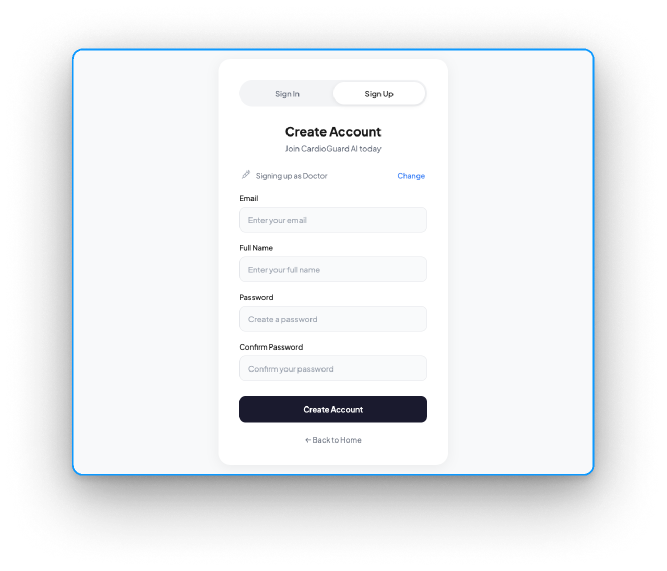 Sign In
Sign Up
Create Account
Join CardioGuard AI today
Signing up as Doctor
Change
Email
Enter your email
Full Name
Enter your full name
Password
Create a password
Confirm Password
Confirm your password
Create Account
← Back to Home